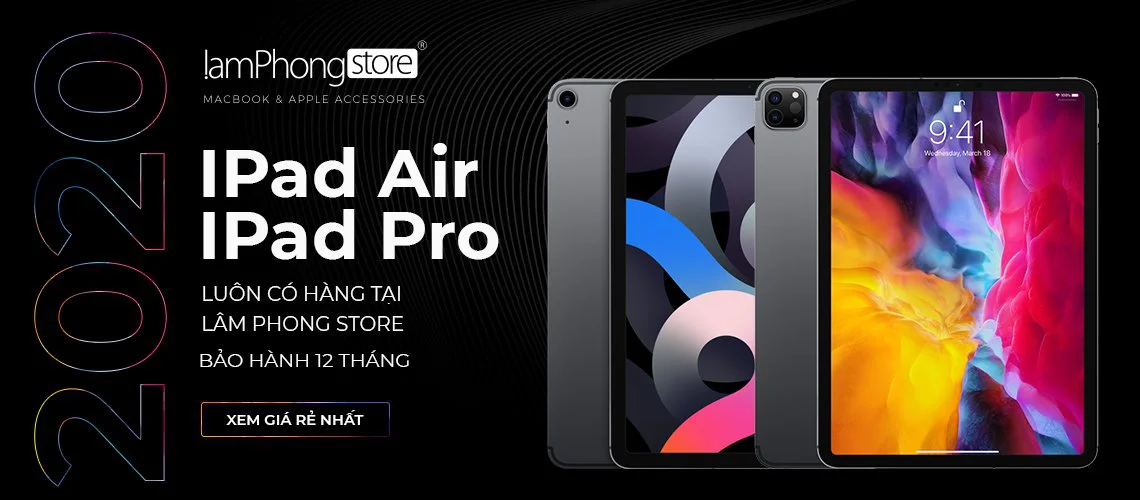 2020
lamPhong store ®
MACBOOK & APPLE ACCESSORIES
IPad Air
IPad Pro
LUÔN CÓ HÀNG TẠI
LÂM PHONG STORE
BẢO HÀNH 12 THÁNG
XEM GIÁ RẺ NHẤT
100%
9:41
Wednesday, March 18